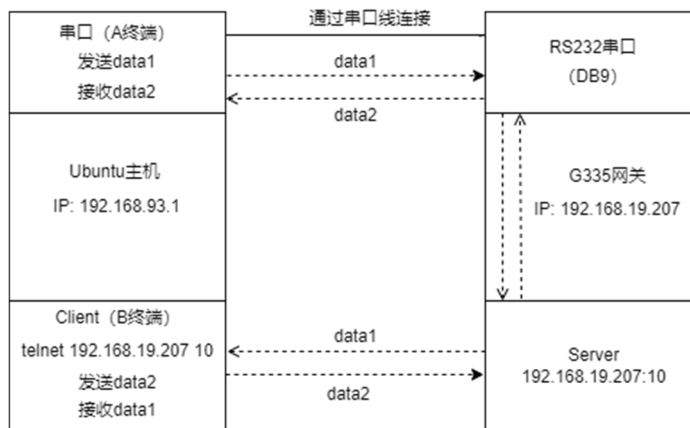 通过串口线连接
串口（A终端）
发送data1
接收data2
data1
data2
RS232串口
（DB9）
Ubuntu主机
IP: 192.168.93.1
G335网关
IP: 192.168.19.207
Client（B终端）
telnet 192.168.19.207 10
发送data2
接收data1
data1
data2
Server
192.168.19.207:10